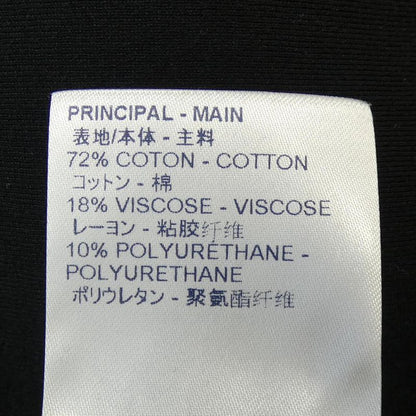 PRINCIPAL - MAIN
表地/本体 - 主料
72% COTON - COTTON
コットン - 棉
18% VISCOSE - VISCOSE
レーヨン - 粘胶纤维
10% POLYURÉTHANE -
POLYURETHANE
ポリウレタン - 聚氨酯纤维